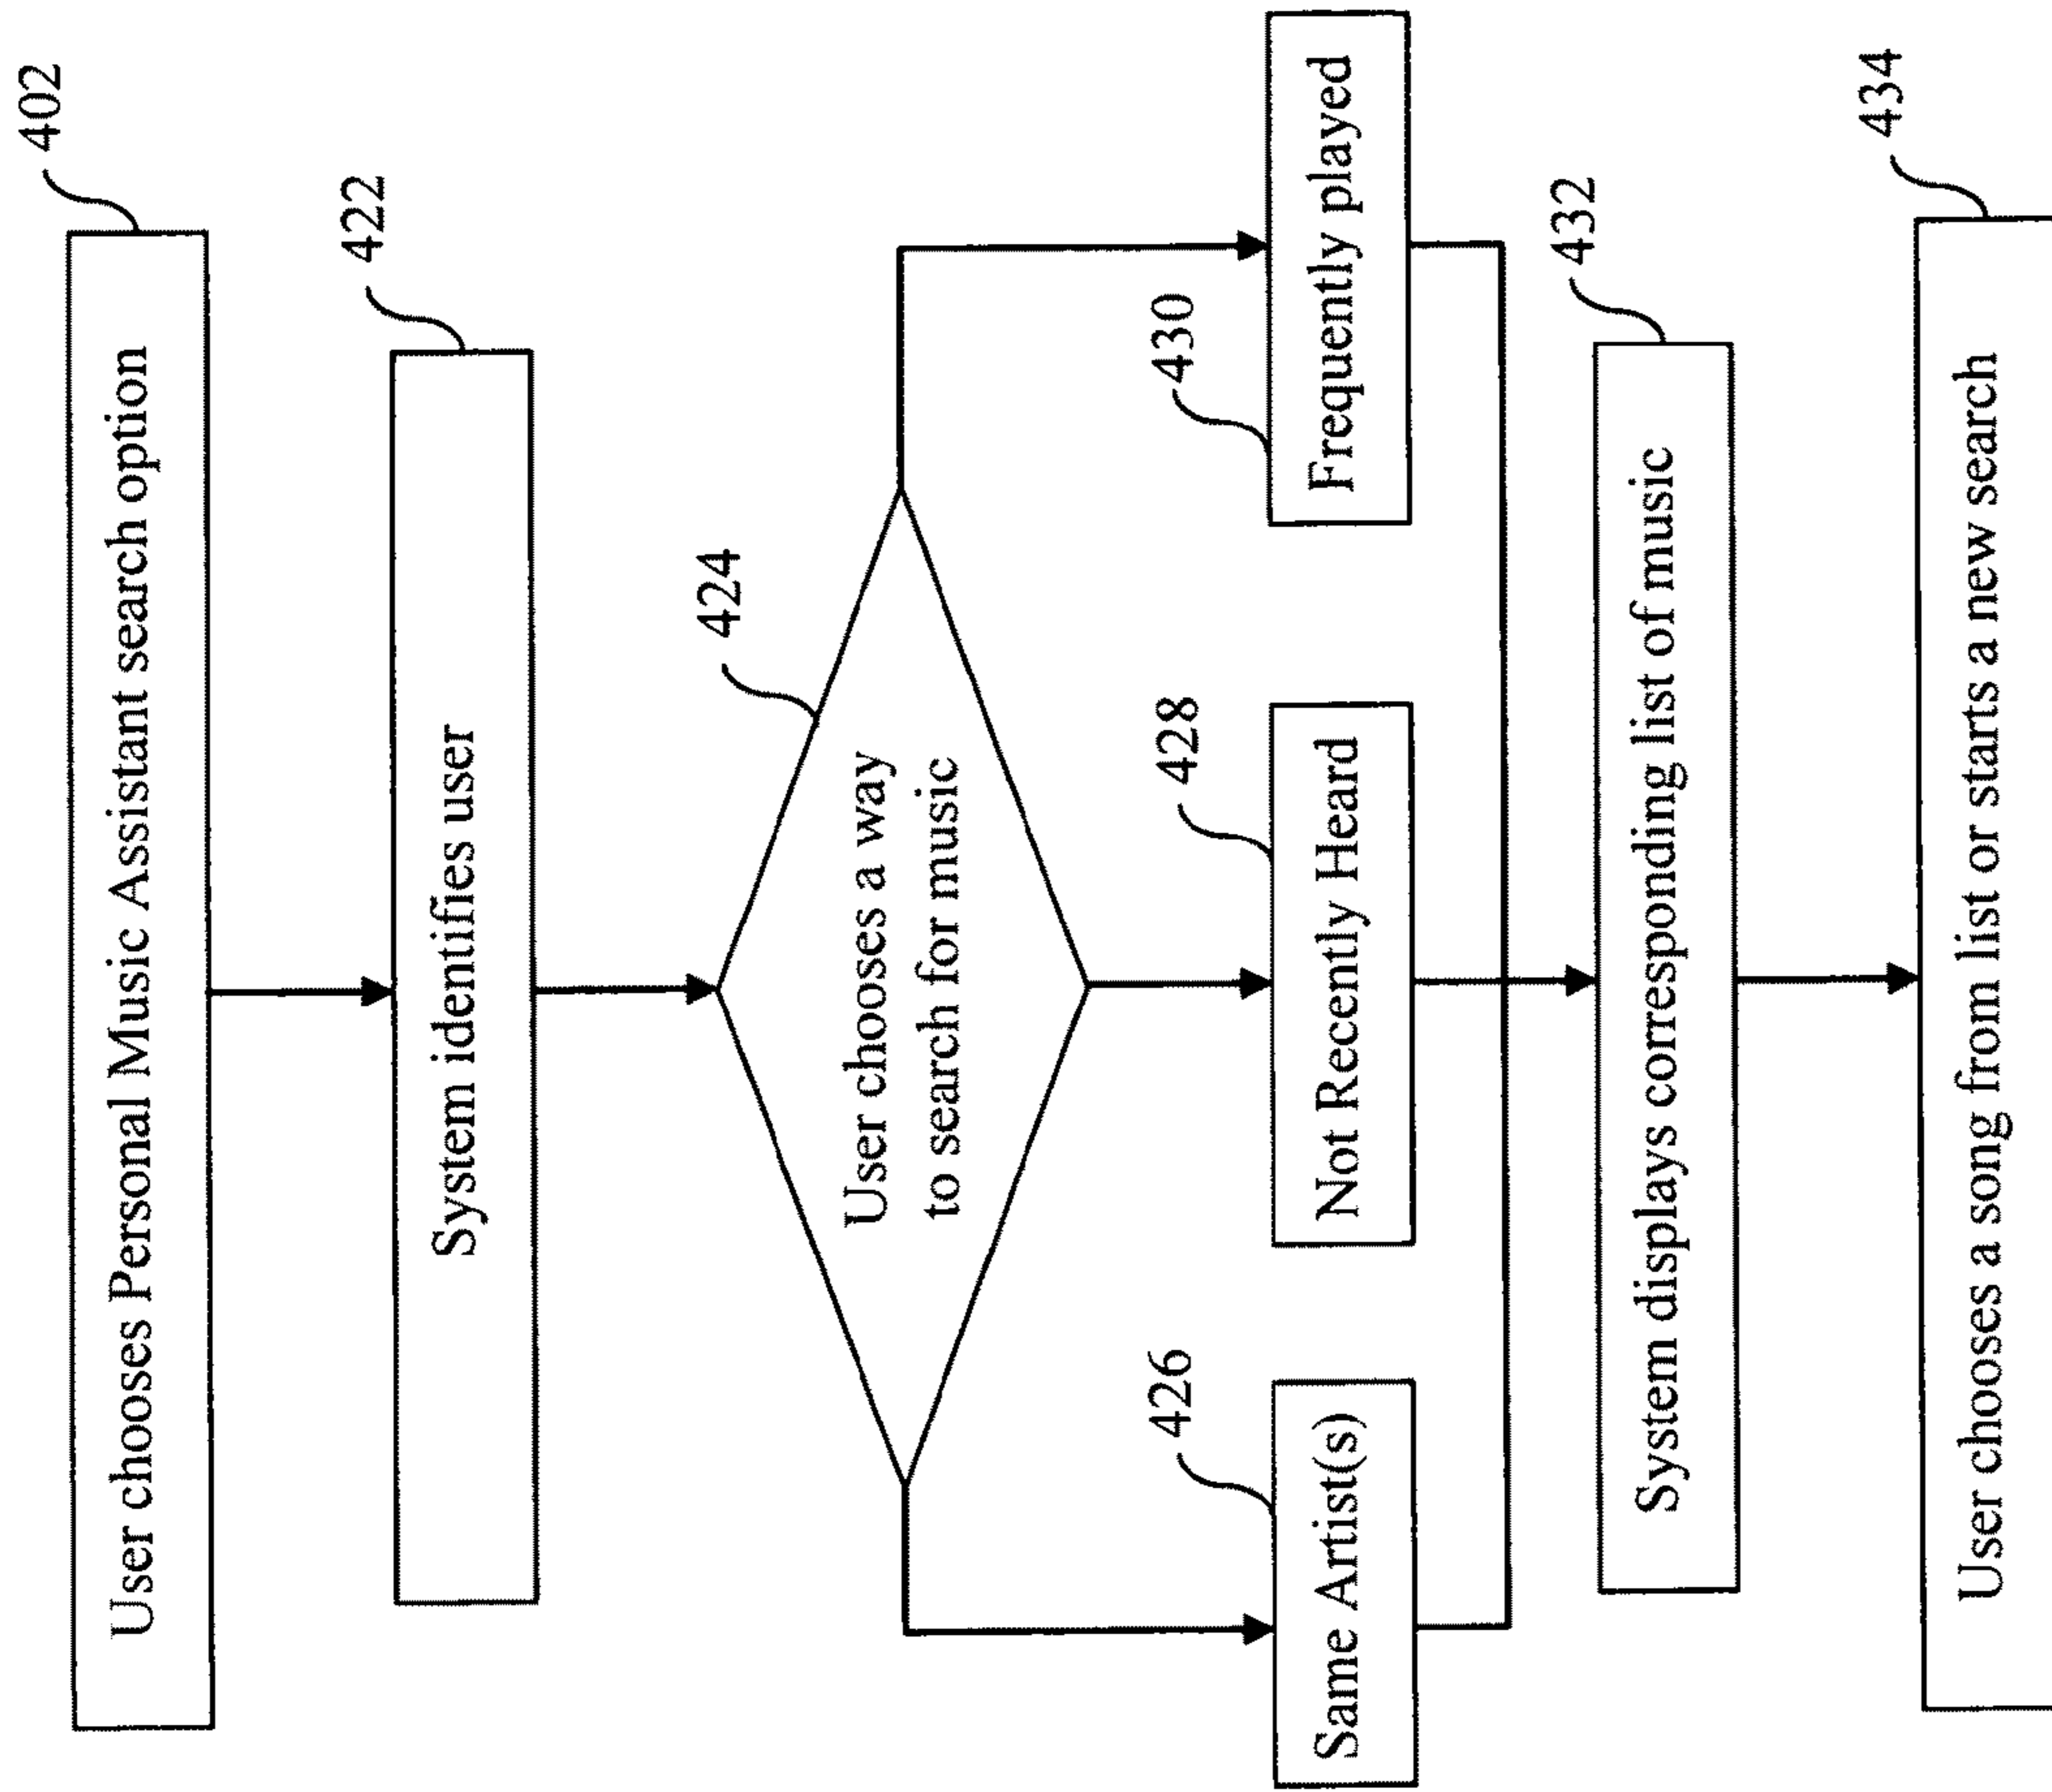 402
User chooses Personal Music Assistant search option
422
System identifies user
424
User chooses a way
to search for music
426
Same Artist(s)
428
Not Recently Heard
430
Frequently played
432
System displays corresponding list of music
434
User chooses a song from list or starts a new search